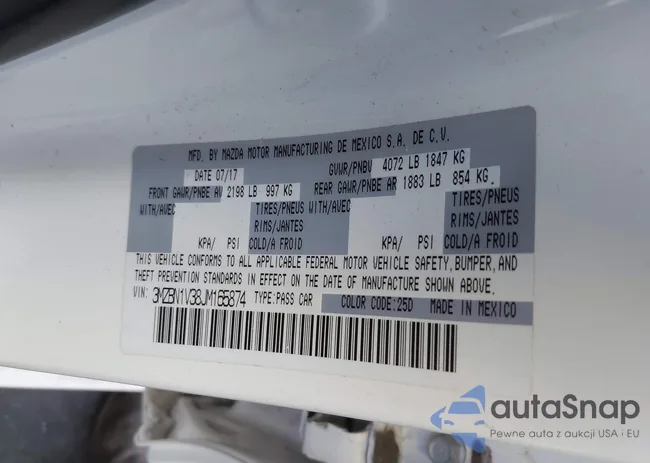 MFD. BY MAZDA MOTOR MANUFACTURING DE MEXICO S.A. DE C.V.
DATE 07/17 GVWR/PNBV 4072 LB 1847 KG
FRONT GAWR/PNBE AV 2198 LB 997 KG REAR GAWR/PNBE AR 1883 LB 854 KG
WITH/AVEC TIRES/PNEUS WITH/AVEC TIRES/PNEUS
RIMS/JANTES RIMS/JANTES
KPA/ PSI COLD/A FROID KPA/ PSI COLD/A FROID
THIS VEHICLE CONFORMS TO ALL APPLICABLE FEDERAL MOTOR VEHICLE SAFETY, BUMPER, AND
THEFT PREVENTION STANDARDS IN EFFECT ON THE DATE OF MANUFACTURE SHOWN ABOVE.
VIN: 3MZBN1V38JM165874 TYPE:PASS CAR COLOR CODE:25D MADE IN MEXICO
autaSnap
Pewne auta z aukcji USA i EU